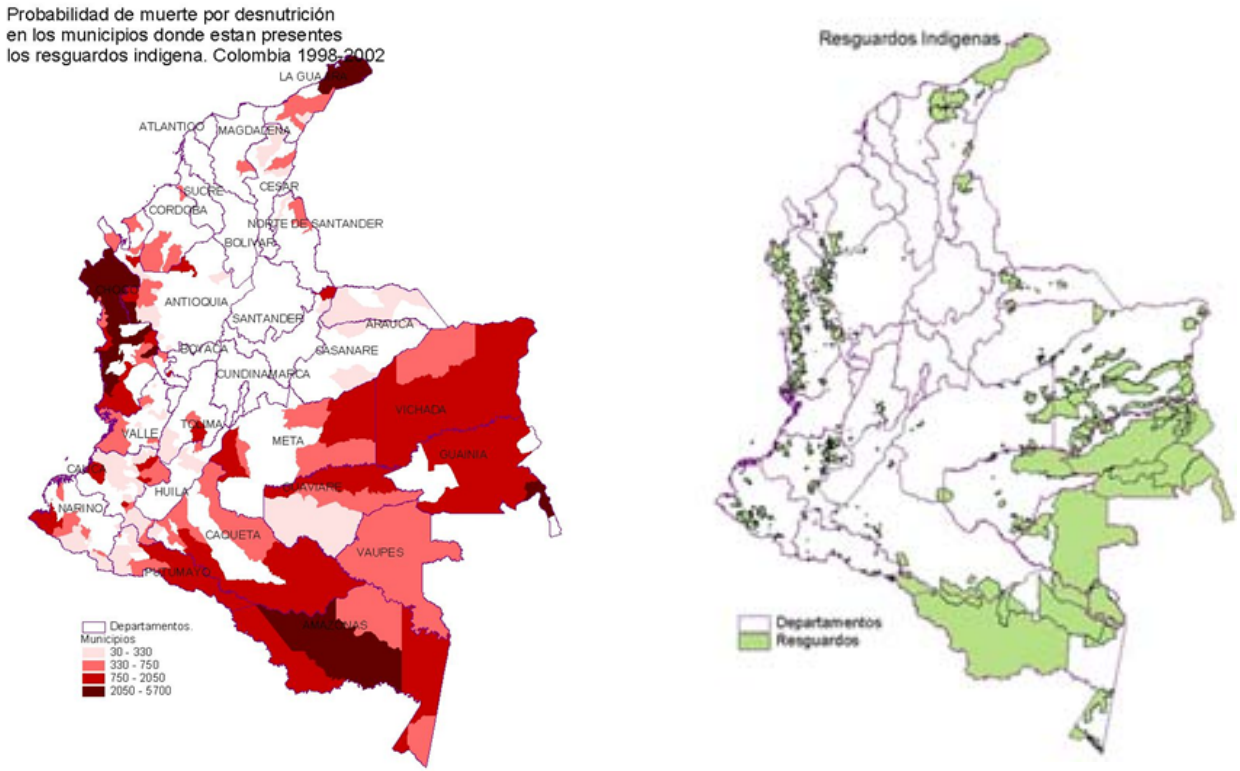 Probabilidad de muerte por desnutrición
en los municipios donde estan presentes
los resguardos indígena. Colombia 1998-2002
LA GUAJIRA
ATLANTICO
MAGDALENA
SUCRE
CESAR
CORDOBA
NORTE DE SANTANDER
BOLIVAR
CHOCO
ANTIOQUIA
SANTANDER
ARAUCA
BOYACA
CASANARE
CUNDINAMARCA
VICHADA
TOLIMA
VALLE
META
GUAINIA
CAUCA
HUILA
GUAVIARE
NARINO
CAQUETA
VAUPES
PUTUMAYO
AMAZONAS
Departamentos.
Municipios
30 - 330
330 - 750
750 - 2050
2050 - 5700
Resguardos Indigenas
Departamentos
Resguardos